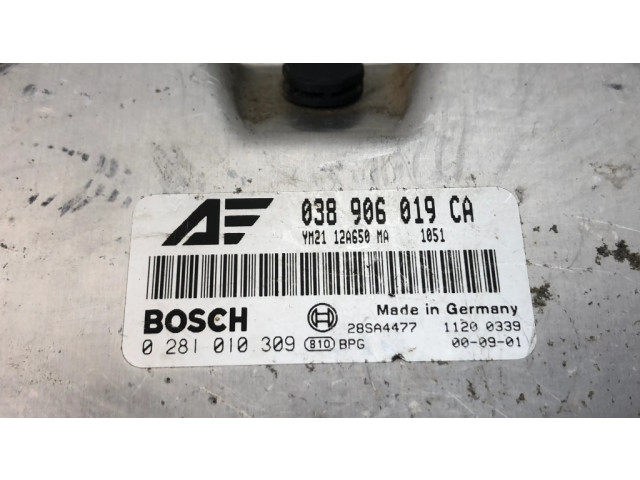 AF 038 906 019 CA
YM21 12A650 MA 1051
BOSCH Made in Germany
28SA4477 1120 0339
0 281 010 309 810 BPG 00-09-01